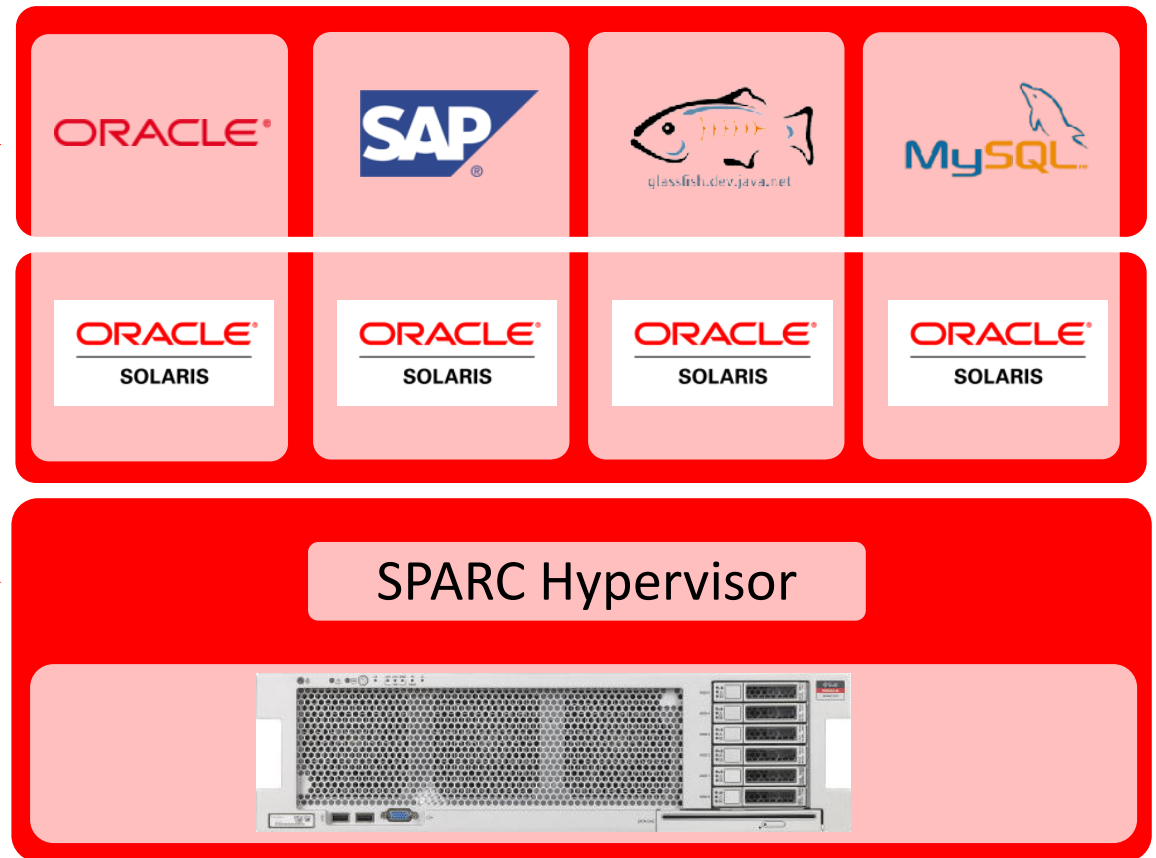 ORACLE®
SAP
®
glassfish.dev.java.net
MySQL
ORACLE®
SOLARIS
ORACLE®
SOLARIS
ORACLE®
SOLARIS
ORACLE®
SOLARIS
SPARC Hypervisor